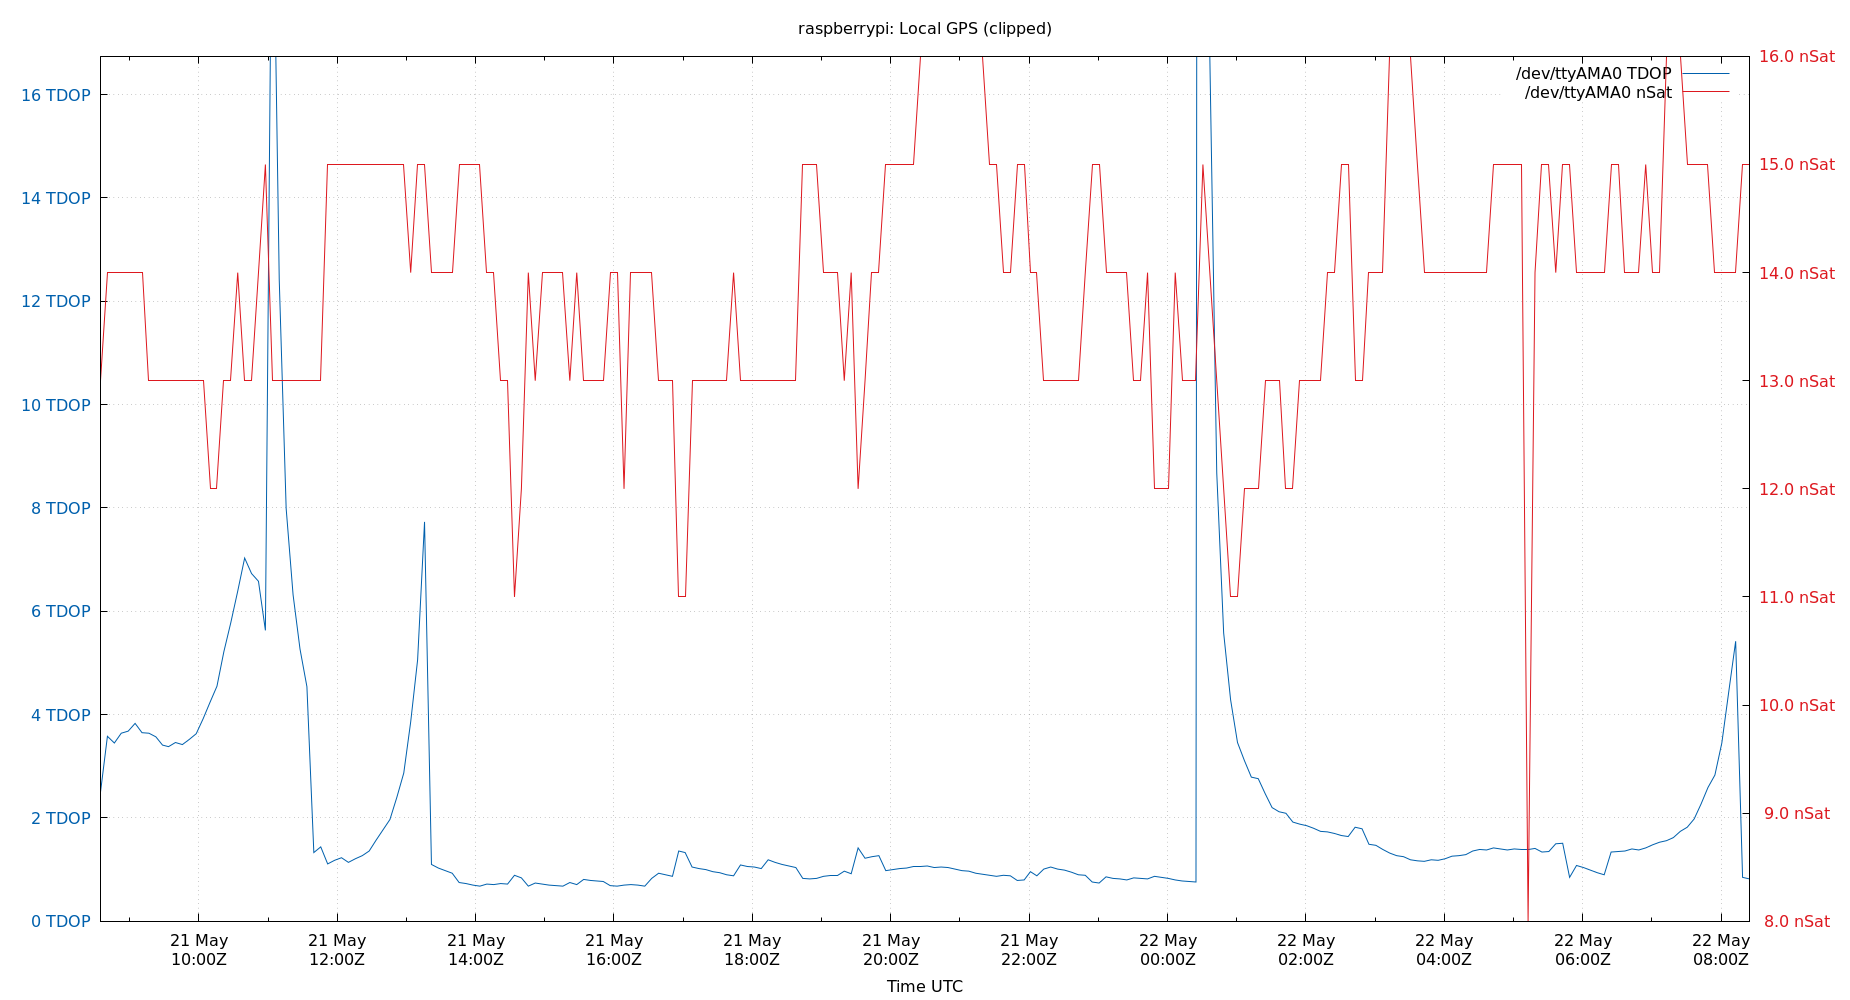 raspberrypi: Local GPS (clipped)
16.0 nSat
/dev/ttyAMA0 TDOP
/dev/ttyAMA0 nSat
16 TDOP
15.0 nSat
14 TDOP
14.0 nSat
12 TDOP
13.0 nSat
10 TDOP
12.0 nSat
8 TDOP
11.0 nSat
6 TDOP
10.0 nSat
4 TDOP
9.0 nSat
2 TDOP
0 TDOP
8.0 nSat
21 May 21 May 21 May 21 May 21 May 21 May 21 May 22 May 22 May 22 May 22 May 22 May
10:00Z 12:00Z 14:00Z 16:00Z 18:00Z 20:00Z 22:00Z 00:00Z 02:00Z 04:00Z 06:00Z 08:00Z
Time UTC